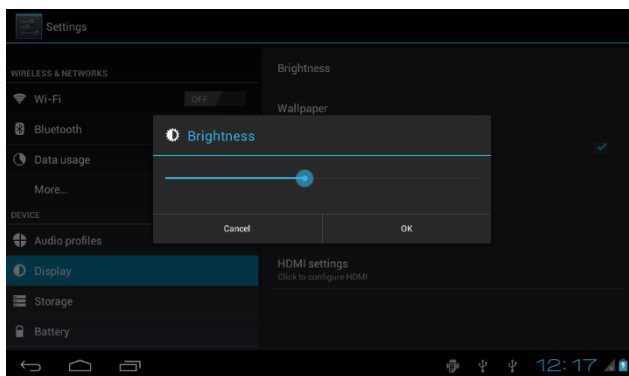 Settings
WIRELESS & NETWORKS
Wi-Fi
OFF
Bluetooth
Data usage
More...
DEVICE
Audio profiles
Display
Storage
Battery
Brightness
Wallpaper
HDMI settings
Click to configure HDMI
Brightness
Cancel
OK
12:17